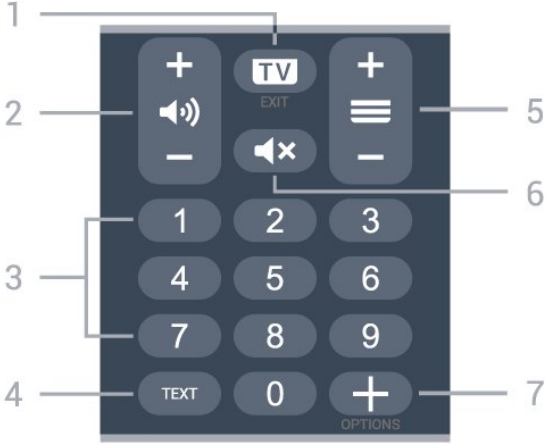 1
+ TV +
EXIT
2 5
- -
6
1 2 3
3
4 5 6
7 8 9
4 TEXT 0 + 7
OPTIONS